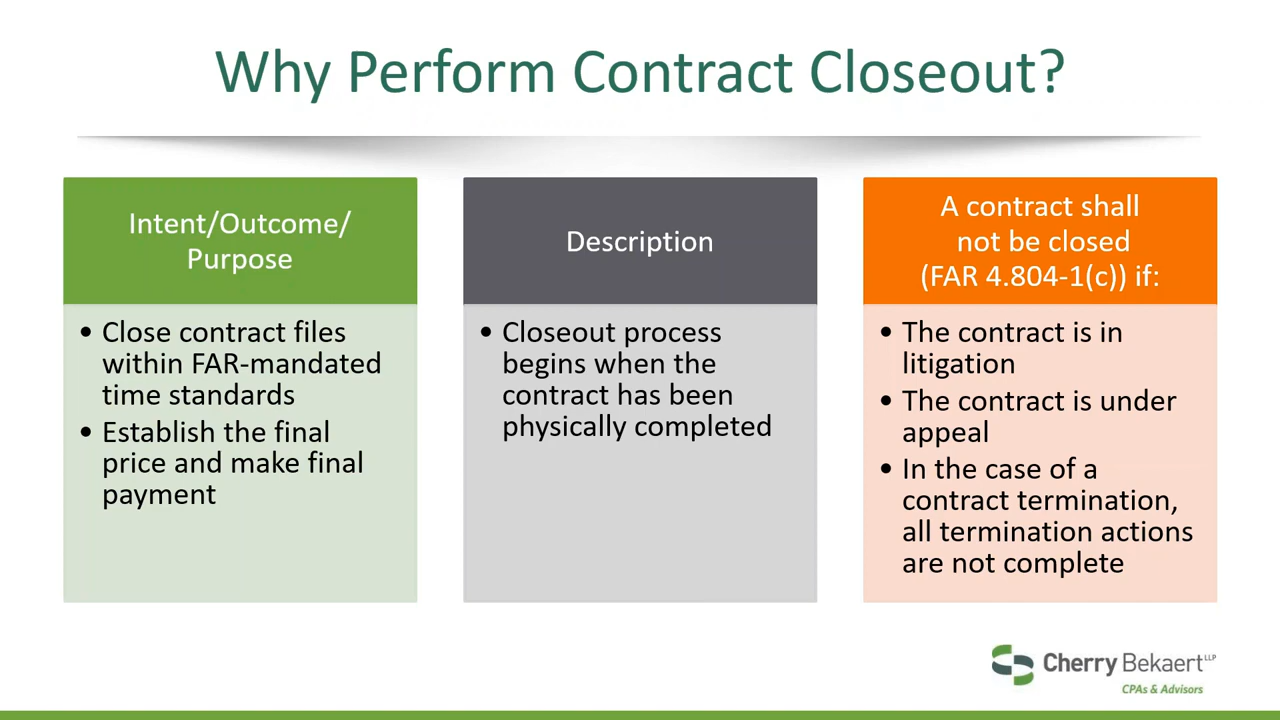 Why Perform Contract Closeout?
Intent/Outcome/
Purpose
• Close contract files
within FAR-mandated
time standards
• Establish the final
price and make final
payment
Description
• Closeout process
begins when the
contract has been
physically completed
A contract shall
not be closed
(FAR 4.804-1(c)) if:
• The contract is in
litigation
• The contract is under
appeal
• In the case of a
contract termination,
all termination actions
are not complete
Cherry Bekaert LLP
CPAs & Advisors